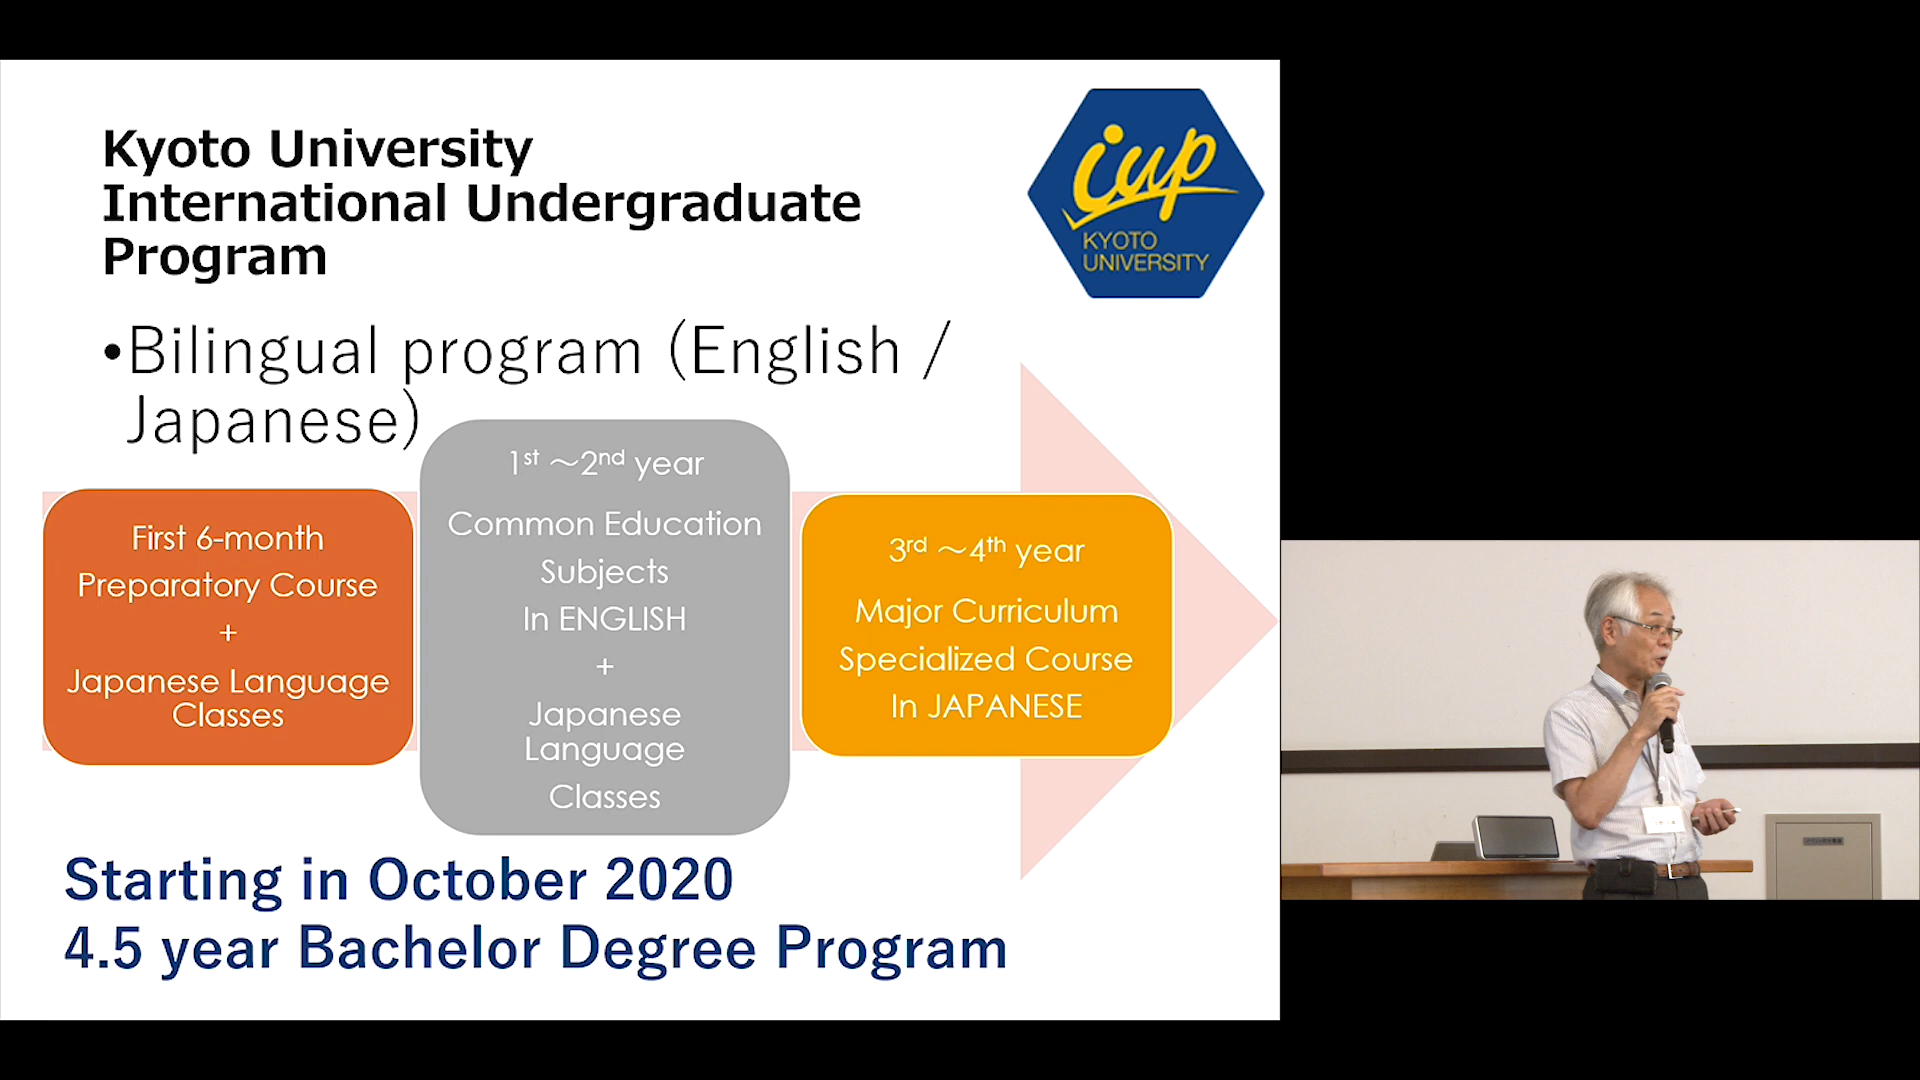 Kyoto University
International Undergraduate
Program
iup
KYOTO
UNIVERSITY
•Bilingual program (English /
Japanese)
First 6-month
Preparatory Course
+
Japanese Language
Classes
1st ～2nd year
Common Education
Subjects
In ENGLISH
+
Japanese
Language
Classes
3rd ～4th year
Major Curriculum
Specialized Course
In JAPANESE
Starting in October 2020
4.5 year Bachelor Degree Program